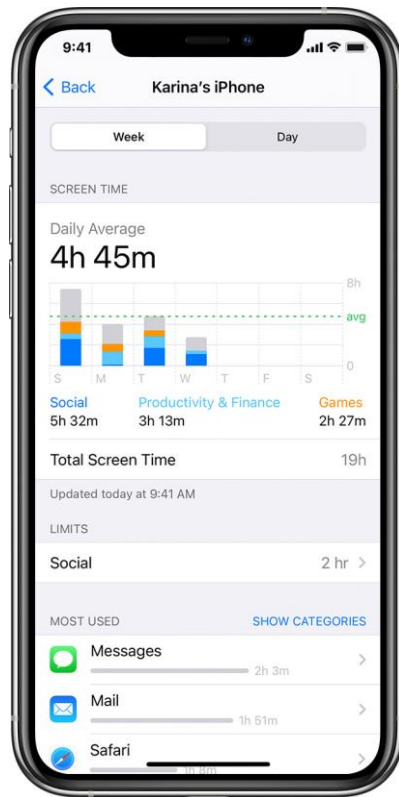 9:41
Back Karina's iPhone
Week Day
SCREEN TIME
Daily Average
4h 45m
8h
avg
0
S M T W T F S
Social Productivity & Finance Games
5h 32m 3h 13m 2h 27m
Total Screen Time 19h
Updated today at 9:41 AM
LIMITS
Social 2 hr
MOST USED SHOW CATEGORIES
Messages
2h 3m
Mail
1h 51m
Safari
1h 8m